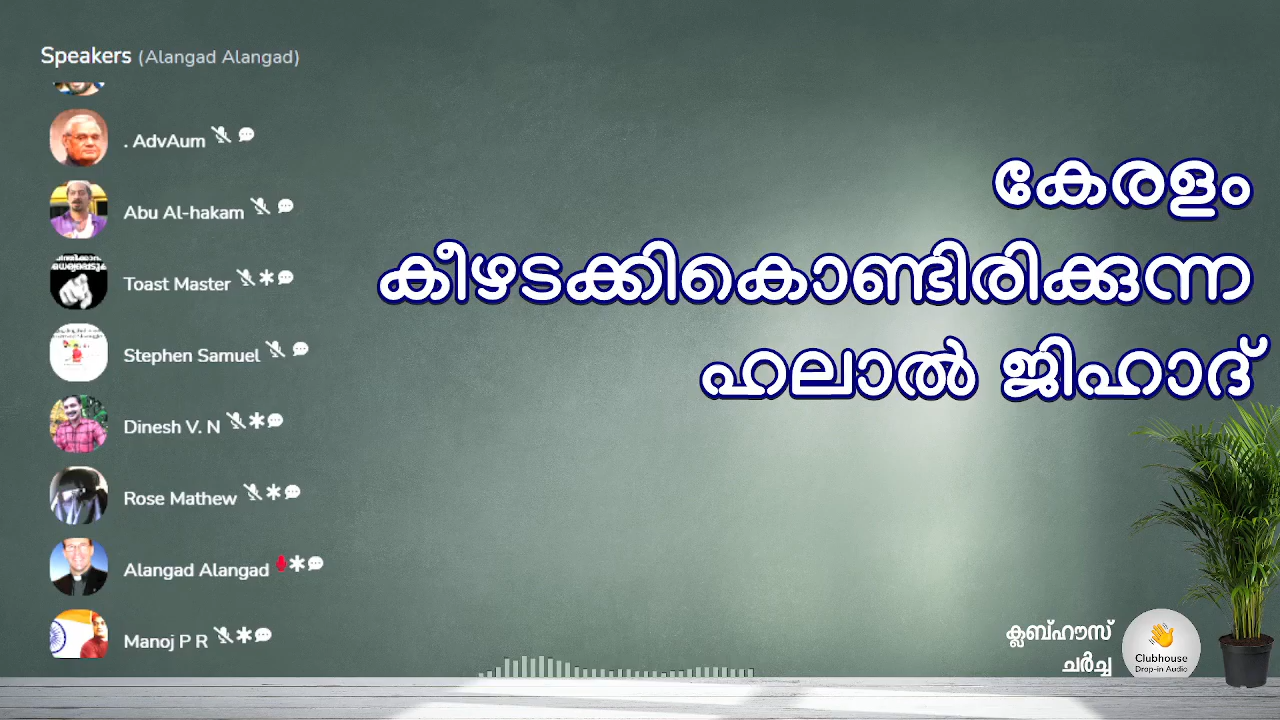 Speakers (Alangad Alangad)
. AdvAum
Abu Al-hakam
Toast Master
Stephen Samuel
Dinesh V. N
Rose Mathew
Alangad Alangad
Manoj P R
കേരളം
കീഴടക്കികൊണ്ടിരിക്കുന്ന
ഹലാൽ ജിഹാദ്
ക്ലബ്ഹൗസ്
ചർച്ച
Clubhouse
Drop-in Audio